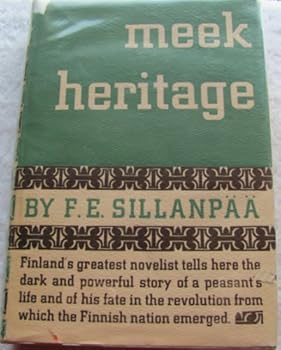 meek
heritage
BY F.E. SILLANPÄÄ
Finland's greatest novelist tells here the
dark and powerful story of a peasant's
life and of his fate in the revolution from
which the Finnish nation emerged.